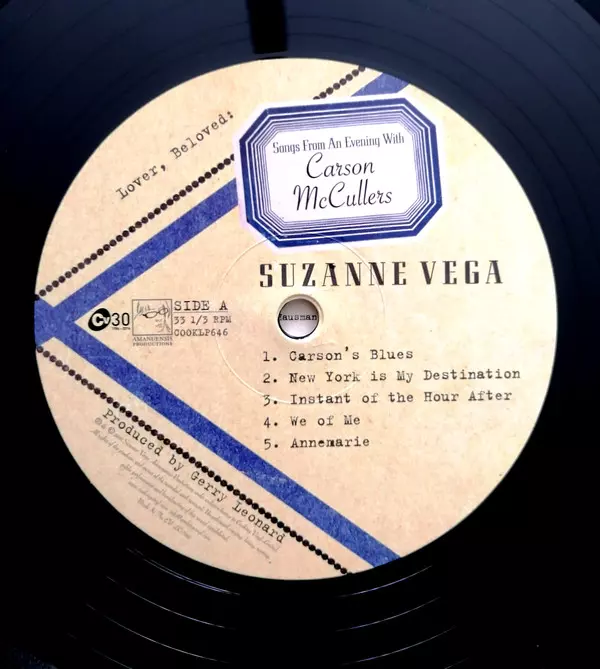 Lover, Beloved:
Songs From An Evening With
Carson
McCullers
SUZANNE VEGA
CV30
AMANUENSIS
PRODUCTIONS
SIDE A
33 1/3 RPM
COOKLP646
fausman
1. Carson's Blues
2. New York is My Destination
3. Instant of the Hour After
4. We of Me
5. Annemarie
Produced by Gerry Leonard